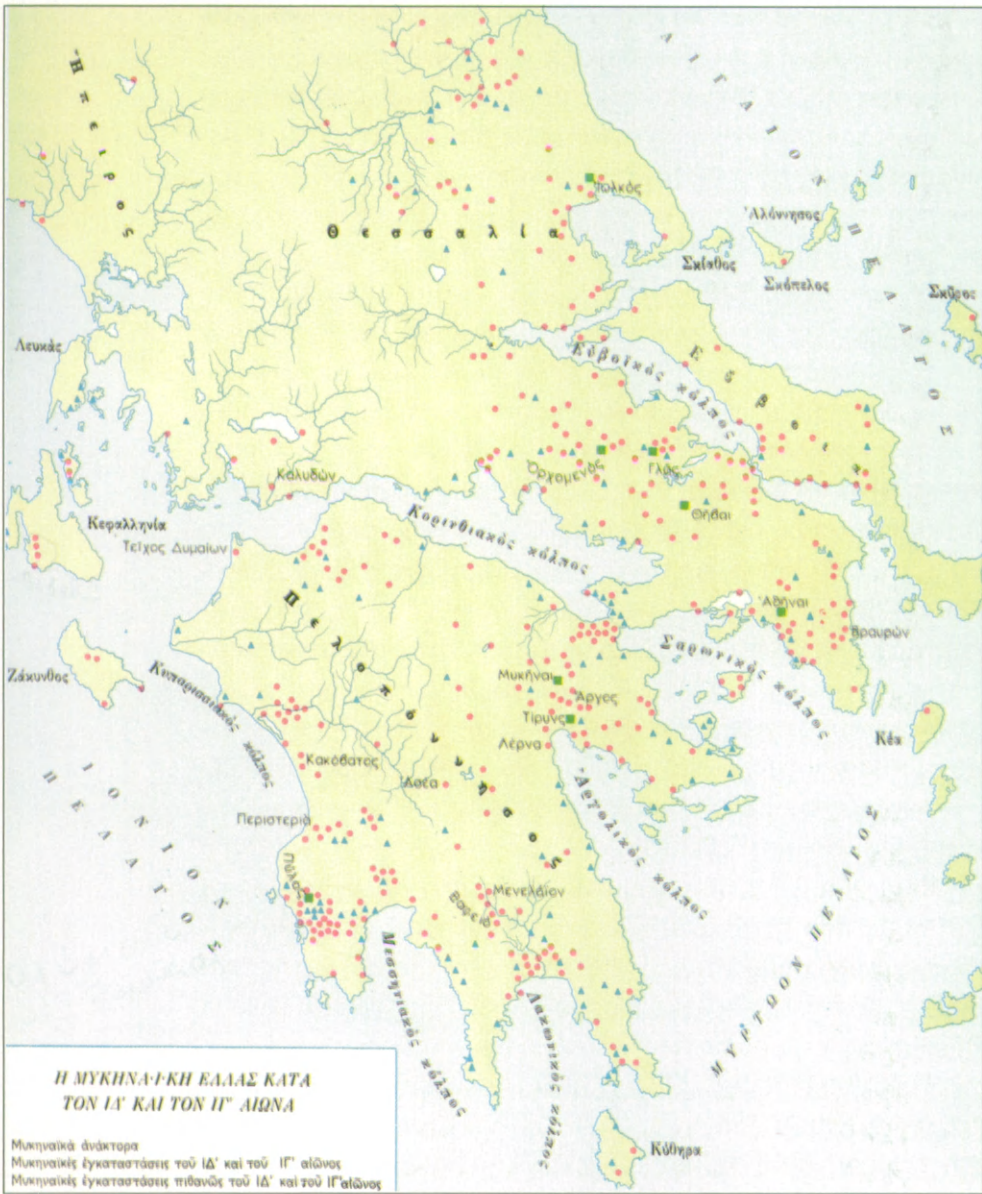 Ἤπειρος
ΑΙΓΑΙΟΝ ΠΕΛΑΓΟΣ
Ἰολκός
Θεσσαλία
Ἀλόννησος
Σκίαθος
Σκόπελος
Σκῦρος
Λευκάς
Εὐβοϊκός κόλπος
Εὔβοια
Ὀρχομενός
Γλᾶς
Καλυδών
Θῆβαι
Κεφαλληνία
Κορινθιακός κόλπος
Τεῖχος Δυμαίων
Ἀθῆναι
Βραυρών
Πελοπόννησος
Σαρωνικός κόλπος
Ζάκυνθος
Κυπαρισσιακός κόλπος
Μυκῆναι
Ἄργος
Τίρυνς
Λέρνα
Κέα
Κακόβατος
Ἀσέα
ΙΟΝΙΟΝ
ΠΕΛΑΓΟΣ
Ἀργολικός κόλπος
Περιστεριά
Πύλος
Μενελάϊον
Βαφειό
ΜΥΡΤΩΟΝ ΠΕΛΑΓΟΣ
Μεσσηνιακός κόλπος
Λακωνικός κόλπος
Κύθηρα
Η ΜΥΚΗΝΑ·Ι·ΚΗ ΕΛΛΑΣ ΚΑΤΑ
ΤΟΝ ΙΔ' ΚΑΙ ΤΟΝ ΙΓ' ΑΙΩΝΑ
Μυκηναϊκά ἀνάκτορα
Μυκηναϊκές ἐγκαταστάσεις τοῦ ΙΔ' καί τοῦ ΙΓ' αἰῶνος
Μυκηναϊκές ἐγκαταστάσεις πιθανῶς τοῦ ΙΔ' καί τοῦ ΙΓ'αἰῶνος